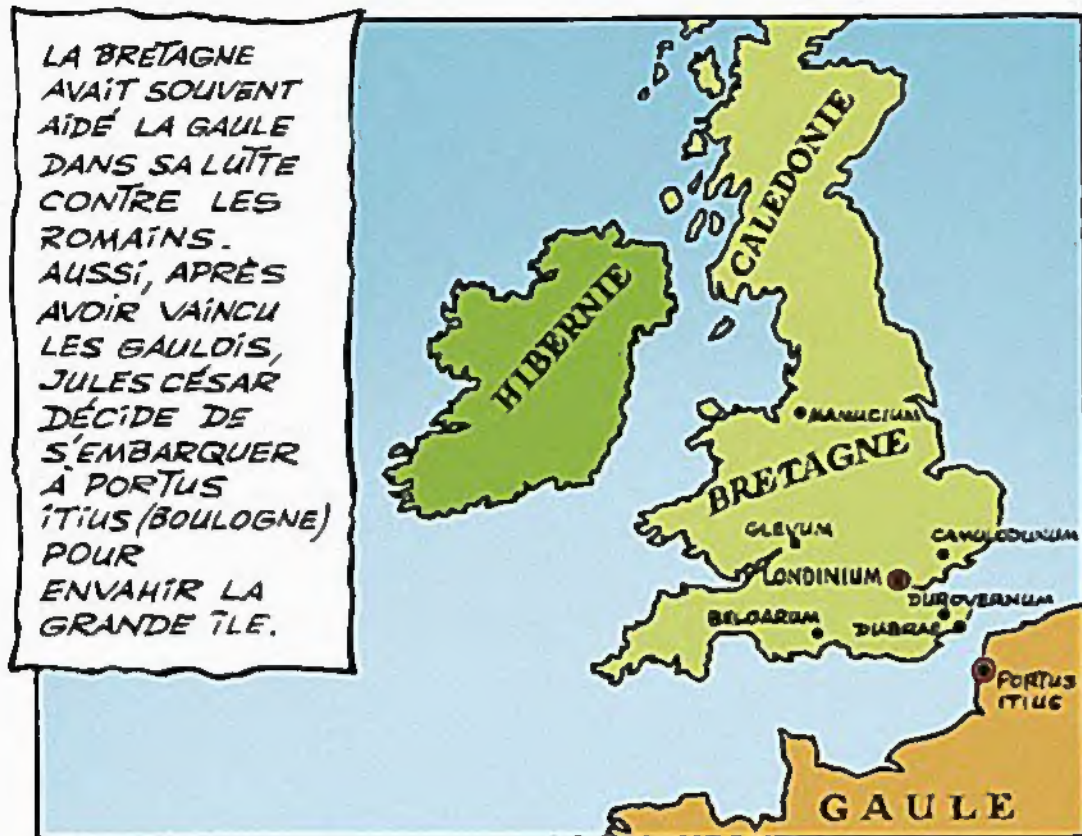 LA BRETAGNE
AVAIT SOUVENT
AIDÉ LA GAULE
DANS SA LUTTE
CONTRE LES
ROMAINS.
AUSSI, APRÈS
AVOIR VAINCU
LES GAULOIS,
JULES CÉSAR
DÉCIDE DE
S'EMBARQUER
À PORTUS
ITIUS (BOULOGNE)
POUR
ENVAHIR LA
GRANDE ÎLE.
CALEDONIE
HIBERNIE
MANUCIUM
BRETAGNE
GLEVUM
CAMULODUNUM
LONDINIUM
DUROVERNUM
BELGARUM
DUBRAE
PORTUS
ITIUS
GAULE